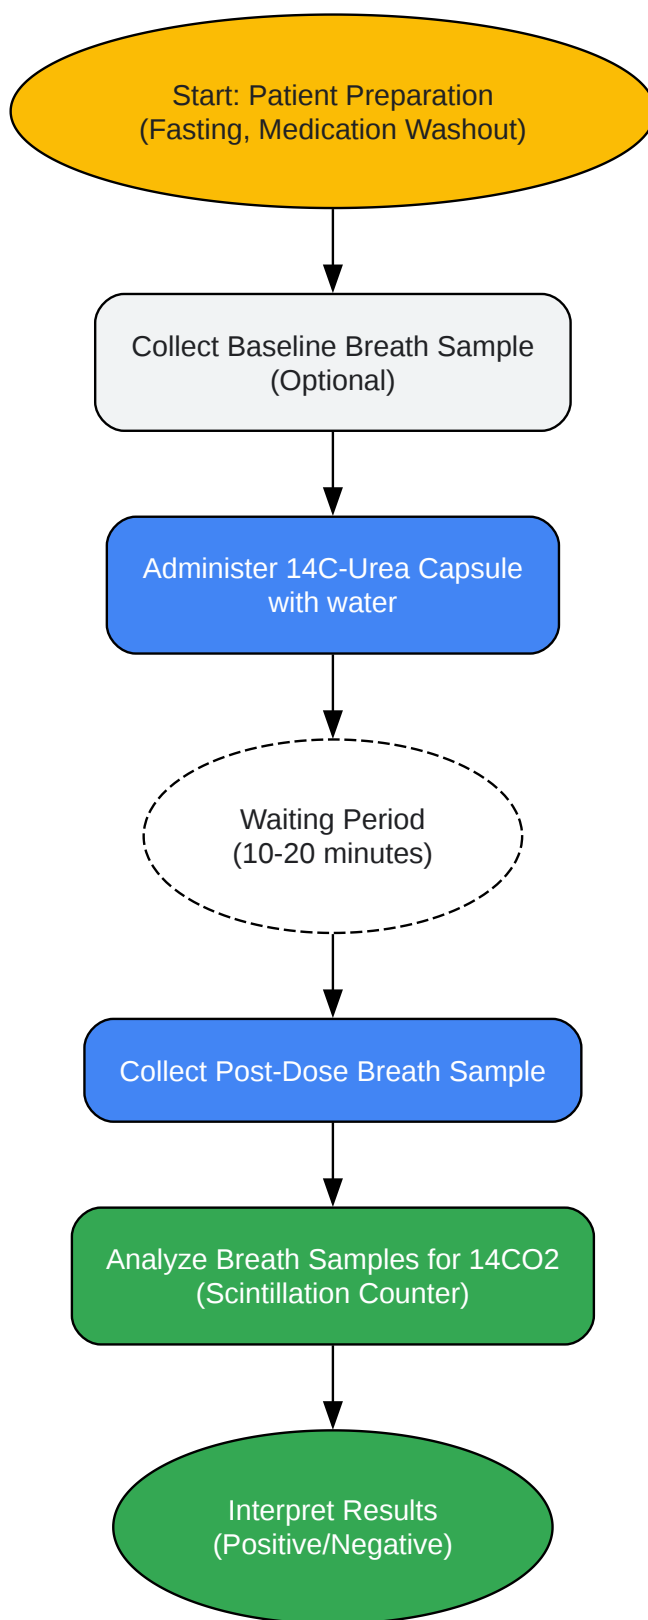 Start: Patient Preparation
(Fasting, Medication Washout)
Collect Baseline Breath Sample
(Optional)
Administer 14C-Urea Capsule
with water
Waiting Period
(10-20 minutes)
Collect Post-Dose Breath Sample
Analyze Breath Samples for 14CO2
(Scintillation Counter)
Interpret Results
(Positive/Negative)